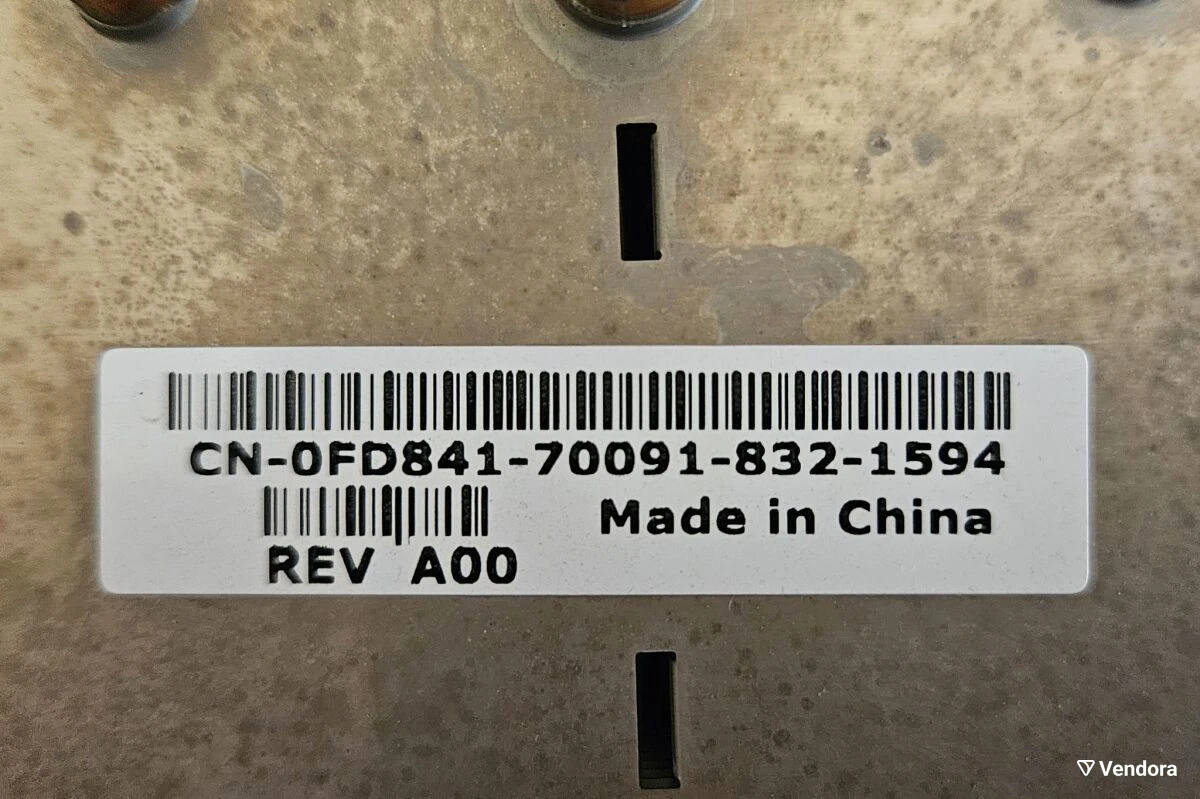 CN-0FD841-70091-832-1594
Made in China
REV A00
Vendora